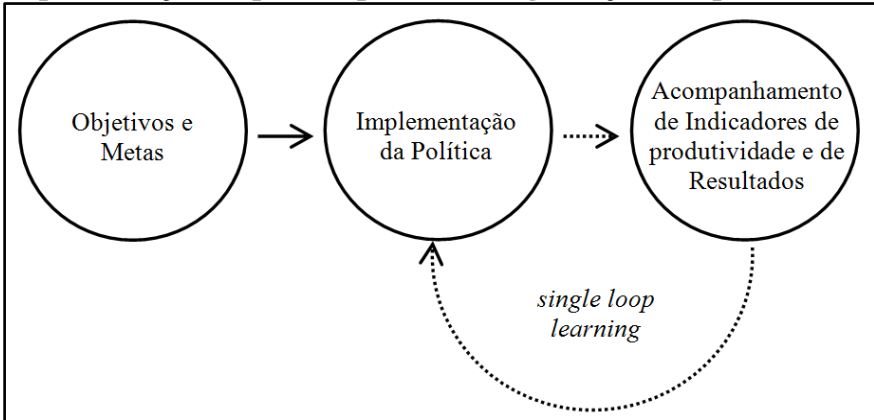 Objetivos e
Metas
Implementação
da Política
Acompanhamento
de Indicadores de
produtividade e de
Resultados
single loop
learning